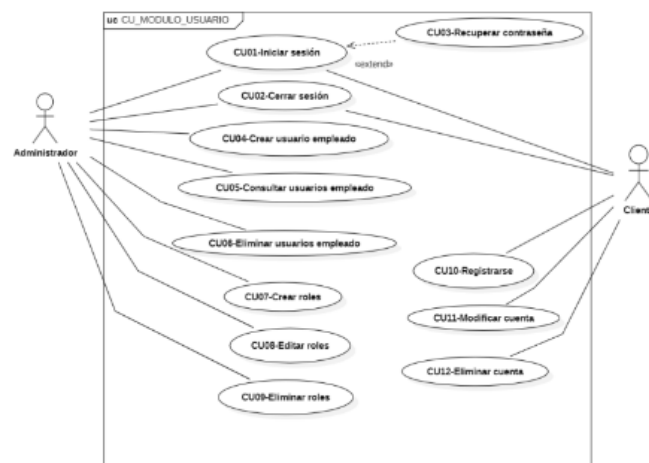 uc CU_MODULO_USUARIO
CU03-Recuperar contraseña
CU01-Iniciar sesión
«extend»
CU02-Cerrar sesión
CU04-Crear usuario empleado
Administrador
CU05-Consultar usuarios empleado
Client
CU06-Eliminar usuarios empleado
CU10-Registrarse
CU07-Crear roles
CU11-Modificar cuenta
CU08-Editar roles
CU12-Eliminar cuenta
CU09-Eliminar roles